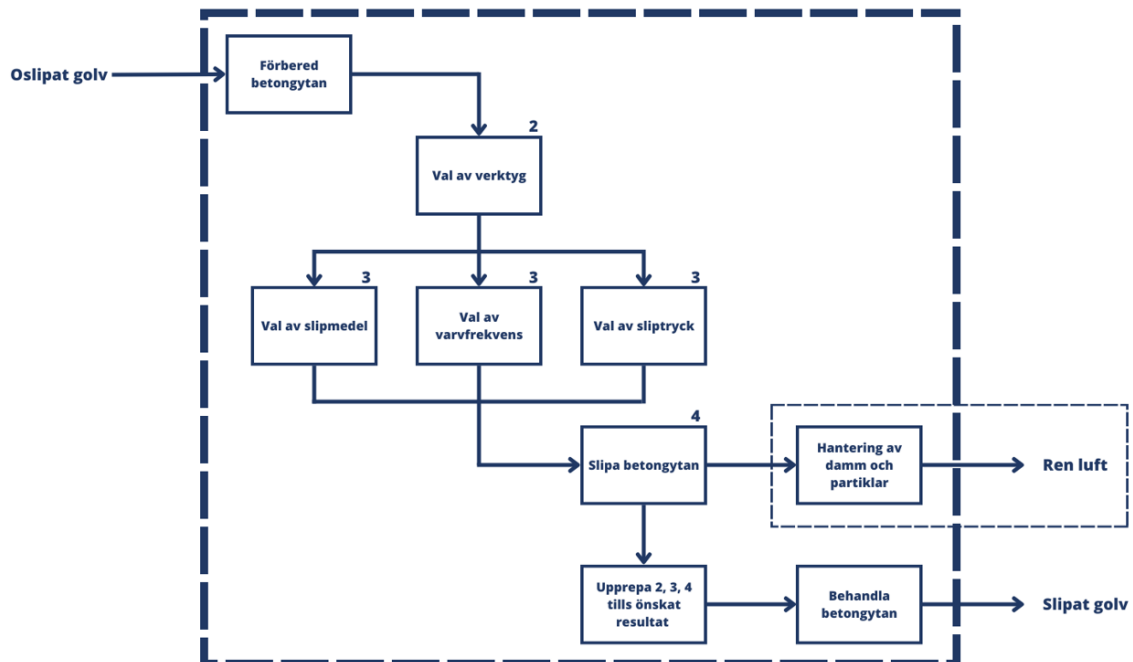 Oslipat golv
Förbered
betongytan
2
Val av verktyg
3
Val av slipmedel
3
Val av
varvfrekvens
3
Val av sliptryck
4
Slipa betongytan
Hantering av
damm och
partiklar
Ren luft
Upprepa 2, 3, 4
tills önskat
resultat
Behandla
betongytan
Slipat golv